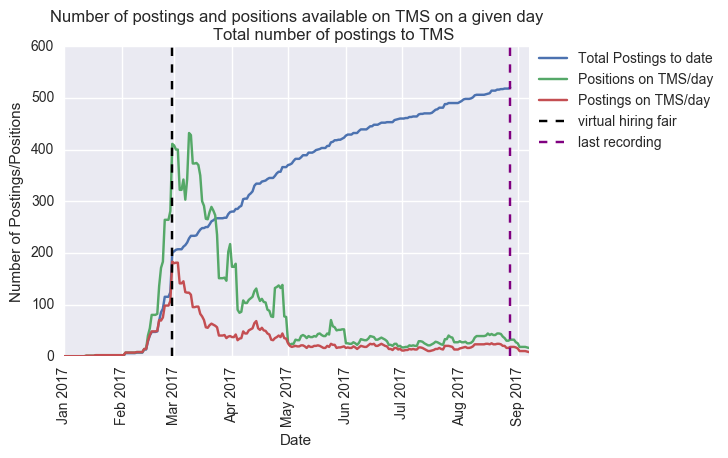 Number of postings and positions available on TMS on a given day
Total number of postings to TMS
600
500
400
300
200
100
0
Number of Postings/Positions
Jan 2017
Feb 2017
Mar 2017
Apr 2017
May 2017
Jun 2017
Jul 2017
Aug 2017
Sep 2017
Date
Total Postings to date
Positions on TMS/day
Postings on TMS/day
virtual hiring fair
last recording